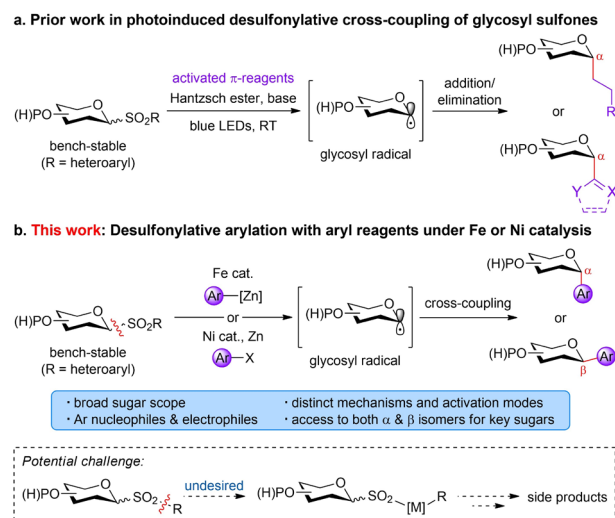 a. Prior work in photoinduced desulfonylative cross-coupling of glycosyl sulfones
(H)PO
O
SO₂R
bench-stable
(R = heteroaryl)
activated π-reagents
Hantzsch ester, base
blue LEDs, RT
(H)PO
O
glycosyl radical
addition/
elimination
(H)PO
O
α
R
or
(H)PO
O
α
Y
X
b. This work: Desulfonylative arylation with aryl reagents under Fe or Ni catalysis
(H)PO
O
SO₂R
bench-stable
(R = heteroaryl)
Fe cat.
Ar—[Zn]
or
Ni cat., Zn
Ar—X
(H)PO
O
glycosyl radical
cross-coupling
(H)PO
O
α
Ar
or
(H)PO
O
Ar
β
· broad sugar scope
· distinct mechanisms and activation modes
· Ar nucleophiles & electrophiles
· access to both α & β isomers for key sugars
Potential challenge:
(H)PO
O
SO₂
R
undesired
(H)PO
O
SO₂
[M]
R
side products